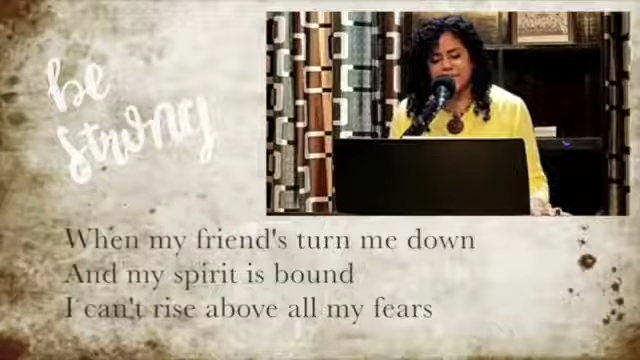 be
strong
When my friend's turn me down
And my spirit is bound
I can't rise above all my fears